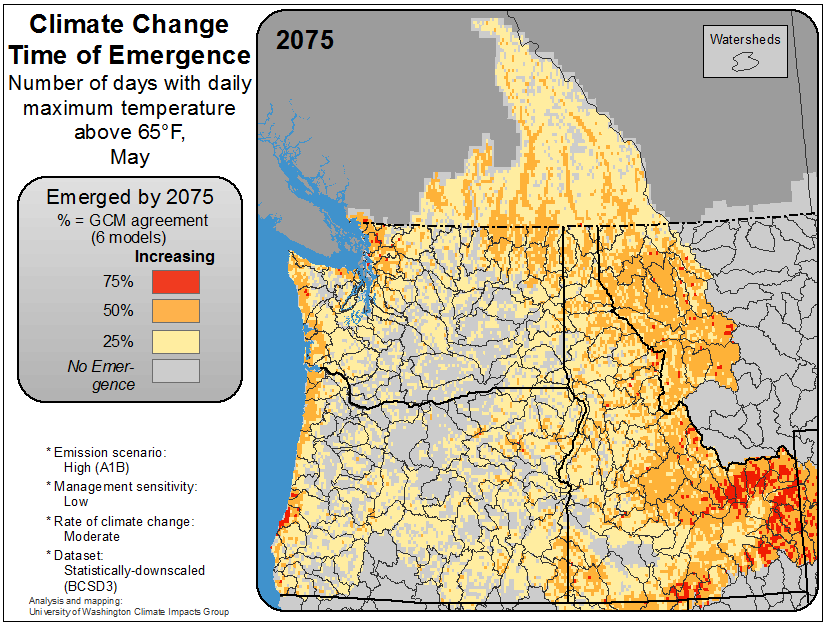 Climate Change
Time of Emergence
Number of days with daily
maximum temperature
above 65°F,
May
Emerged by 2075
% = GCM agreement
(6 models)
Increasing
75%
50%
25%
No Emer-
gence
* Emission scenario:
High (A1B)
* Management sensitivity:
Low
* Rate of climate change:
Moderate
* Dataset:
Statistically-downscaled
(BCSD3)
Analysis and mapping:
University of Washington Climate Impacts Group
2075
Watersheds